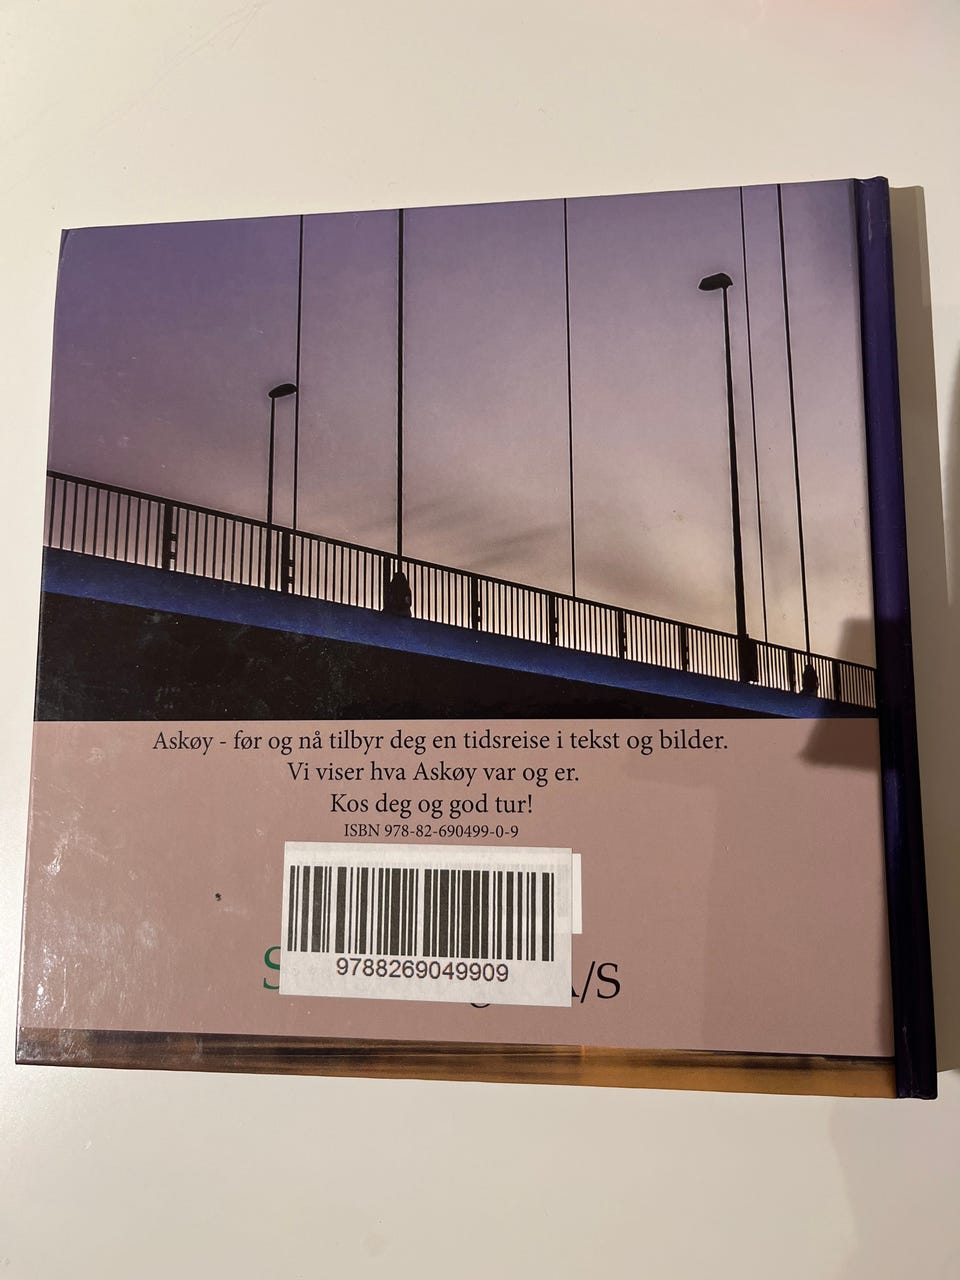 Askøy - før og nå tilbyr deg en tidsreise i tekst og bilder.
Vi viser hva Askøy var og er.
Kos deg og god tur!
ISBN 978-82-690499-0-9
9788269049909
A/S